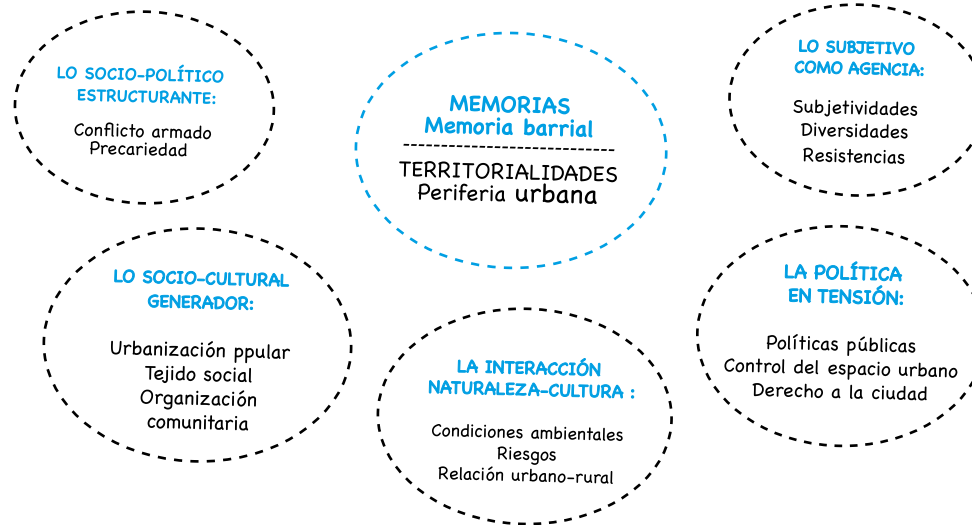 LO SOCIO-POLÍTICO
ESTRUCTURANTE:
Conflicto armado
Precariedad
MEMORIAS
Memoria barrial
TERRITORIALIDADES
Periferia urbana
LO SUBJETIVO
COMO AGENCIA:
Subjetividades
Diversidades
Resistencias
LO SOCIO-CULTURAL
GENERADOR:
Urbanización ppular
Tejido social
Organización
comunitaria
LA INTERACCIÓN
NATURALEZA-CULTURA :
Condiciones ambientales
Riesgos
Relación urbano-rural
LA POLÍTICA
EN TENSIÓN:
Políticas públicas
Control del espacio urbano
Derecho a la ciudad